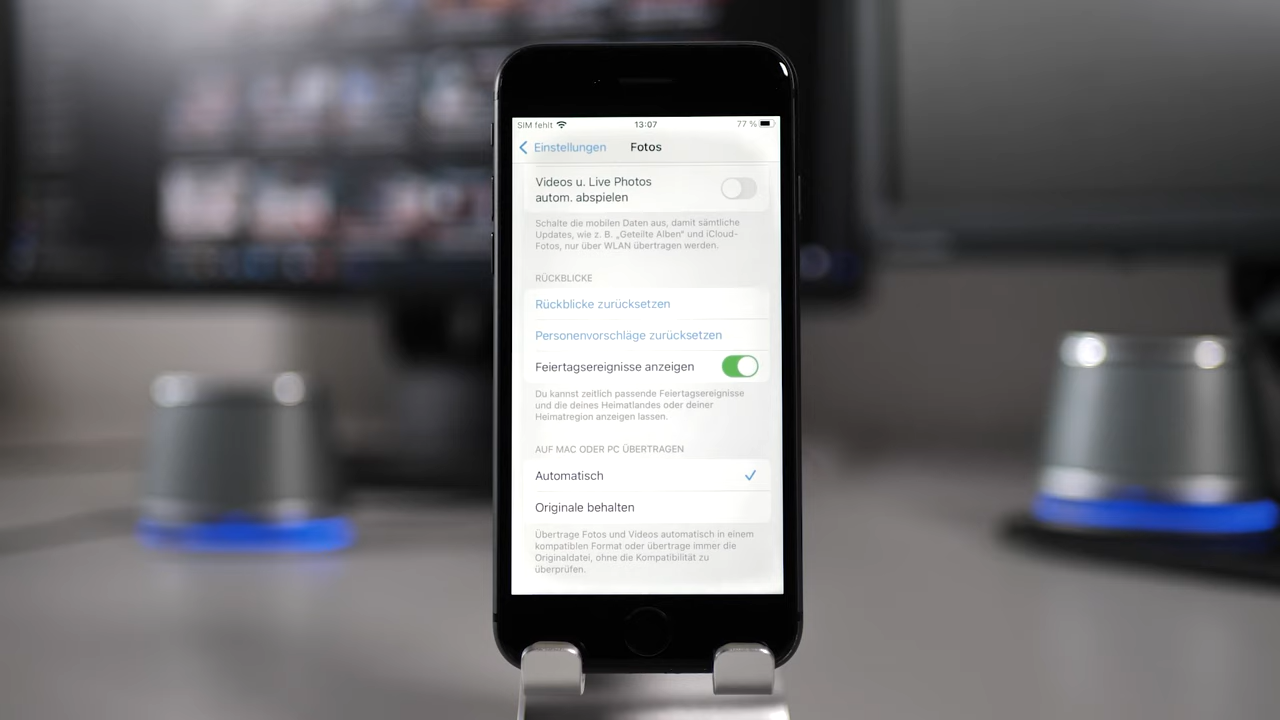 SIM fehlt 13:07 77 %
Einstellungen Fotos
Videos u. Live Photos
autom. abspielen
Schalte die mobilen Daten aus, damit sämtliche
Updates, wie z. B. „Geteilte Alben“ und iCloud-
Fotos, nur über WLAN übertragen werden.
RÜCKBLICKE
Rückblicke zurücksetzen
Personenvorschläge zurücksetzen
Feiertagsereignisse anzeigen
Du kannst zeitlich passende Feiertagsereignisse
und die deines Heimatlandes oder deiner
Heimatregion anzeigen lassen.
AUF MAC ODER PC ÜBERTRAGEN
Automatisch
Originale behalten
Übertrage Fotos und Videos automatisch in einem
kompatiblen Format oder übertrage immer die
Originaldatei, ohne die Kompatibilität zu
überprüfen.